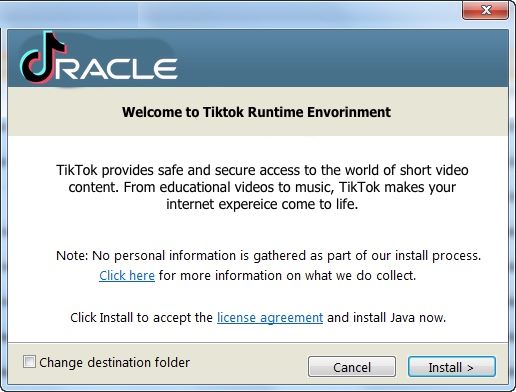 ORACLE
Welcome to Tiktok Runtime Envorinment
TikTok provides safe and secure access to the world of short video
content. From educational videos to music, TikTok makes your
internet expereice come to life.
Note: No personal information is gathered as part of our install process.
Click here for more information on what we do collect.
Click Install to accept the license agreement and install Java now.
Change destination folder
Cancel
Install >